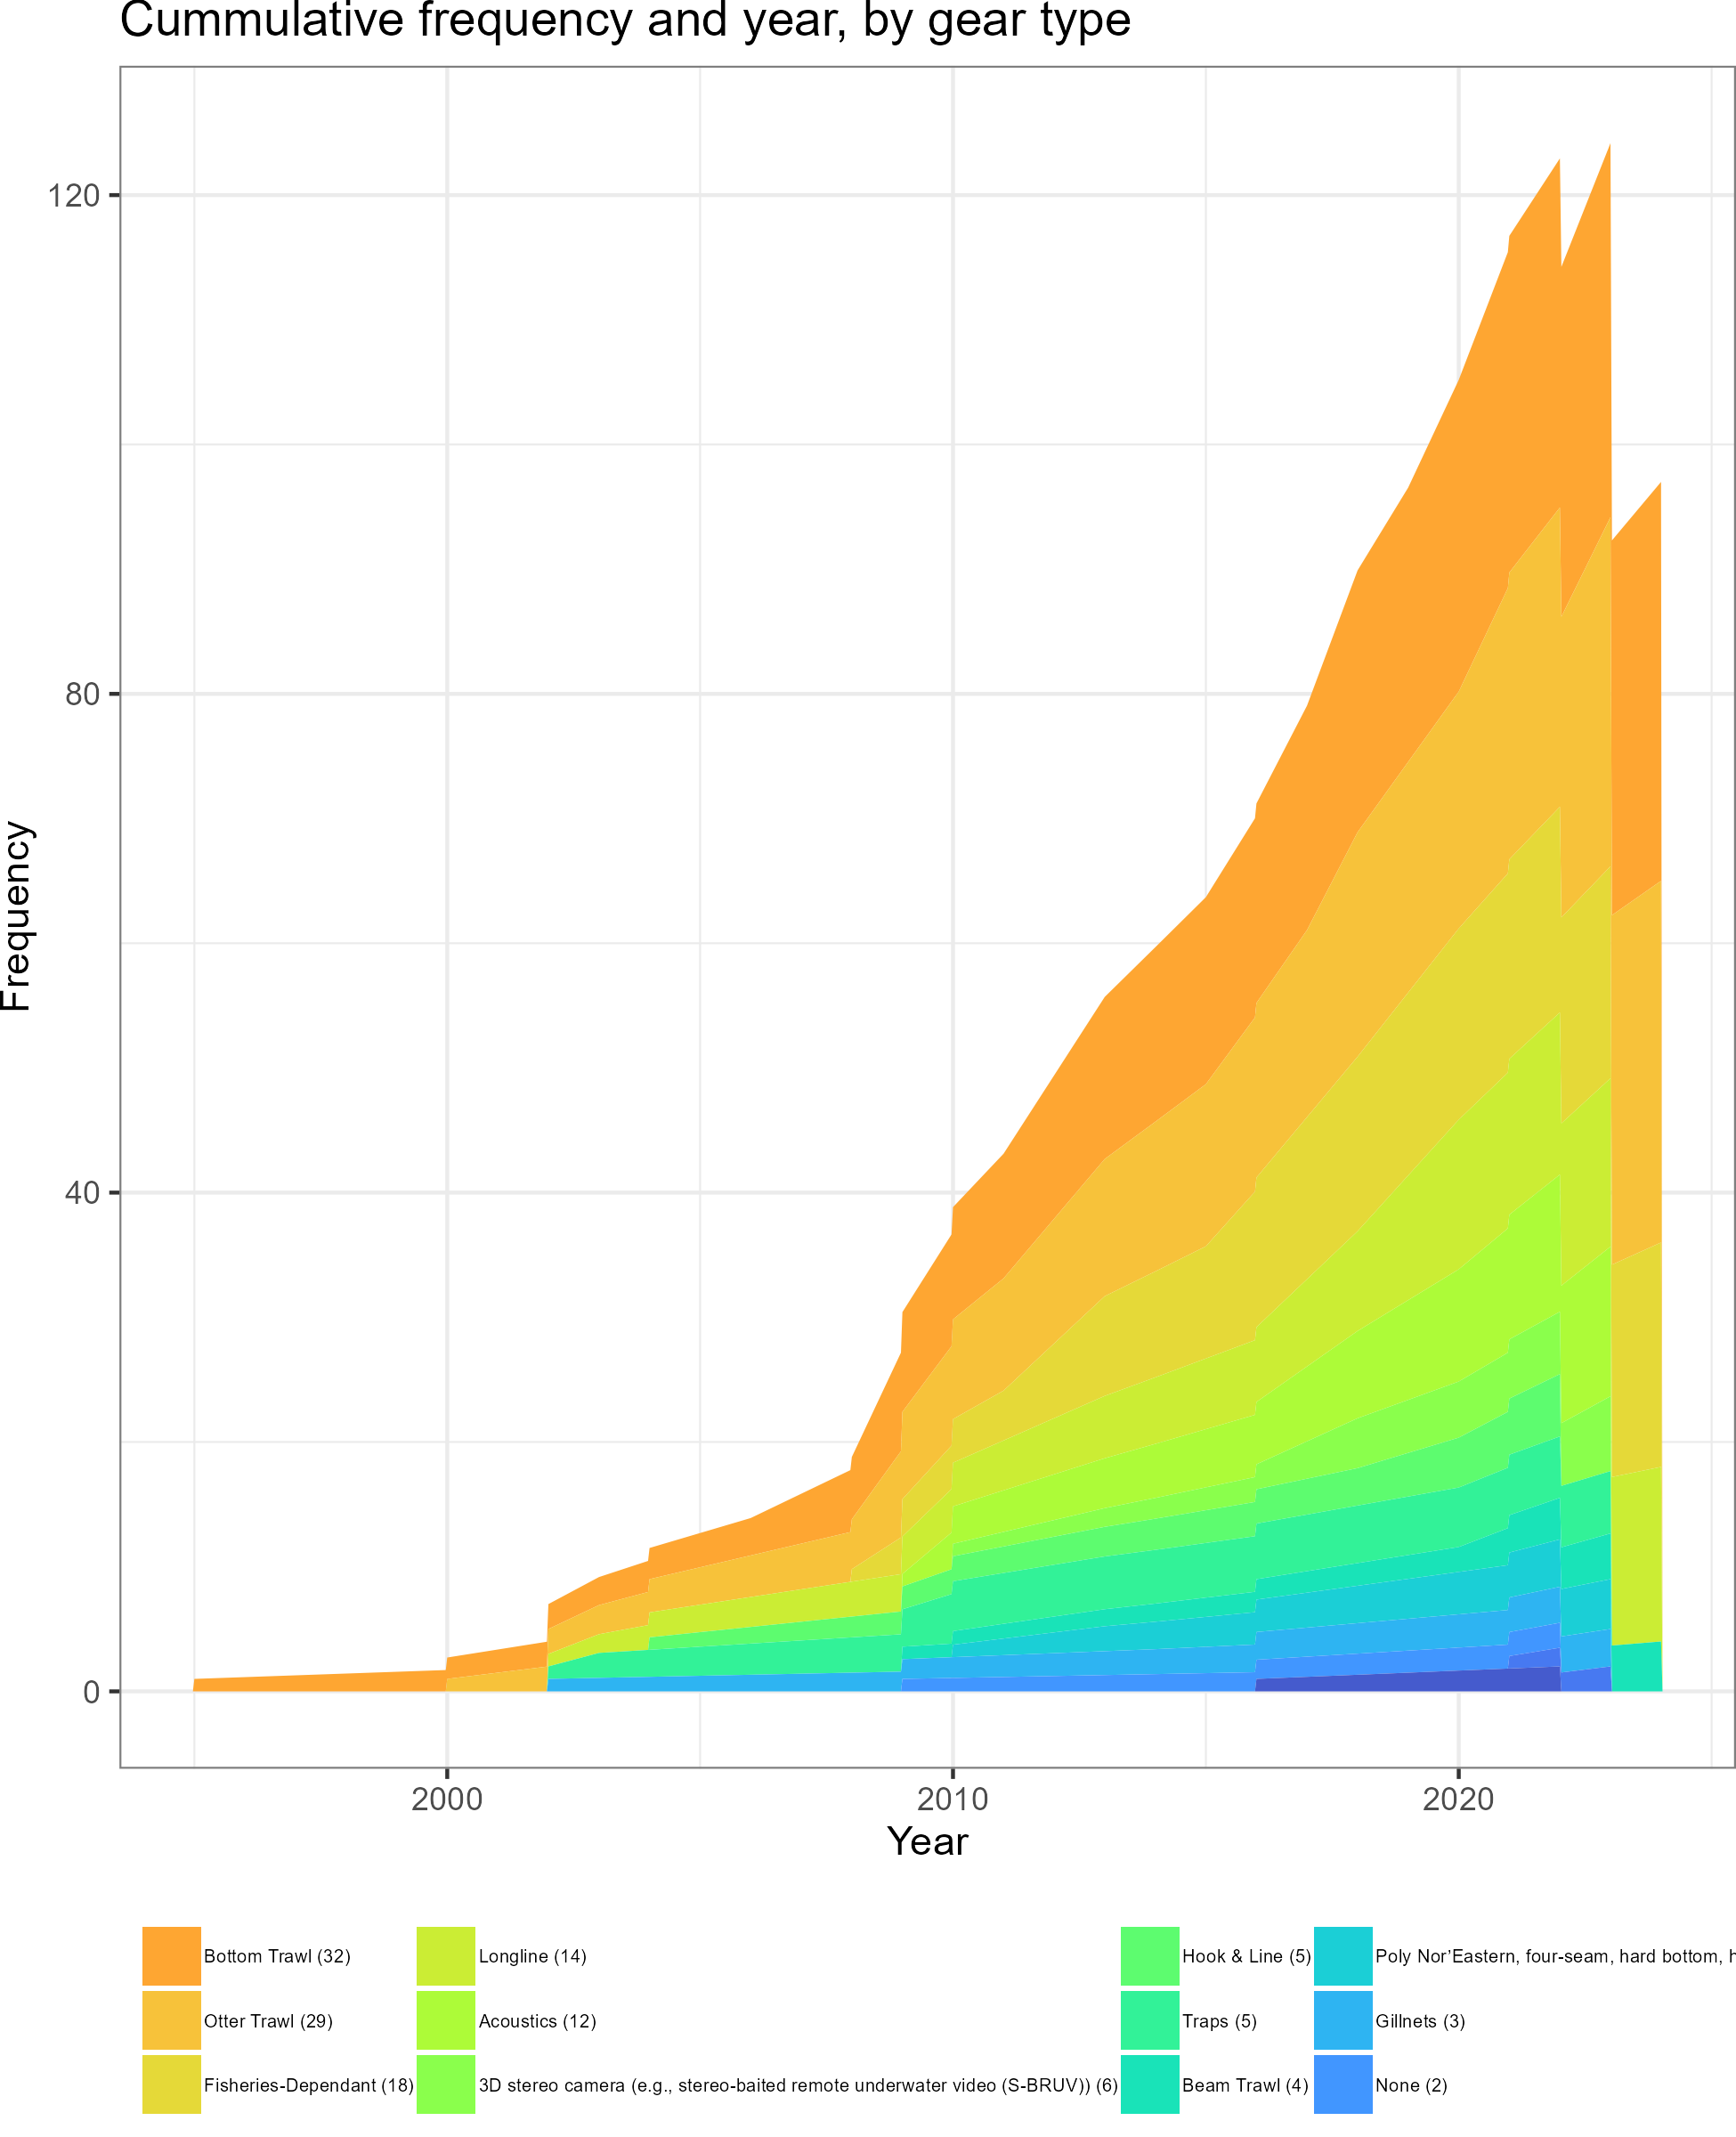 Cummulative frequency and year, by gear type
120
80
40
0
Frequency
2000 2010 2020
Year
Bottom Trawl (32) Longline (14) Hook & Line (5) Poly Nor'Eastern, four-seam, hard bottom,
Otter Trawl (29) Acoustics (12) Traps (5) Gillnets (3)
Fisheries-Dependant (18) 3D stereo camera (e.g., stereo-baited remote underwater video (S-BRUV)) (6) Beam Trawl (4) None (2)